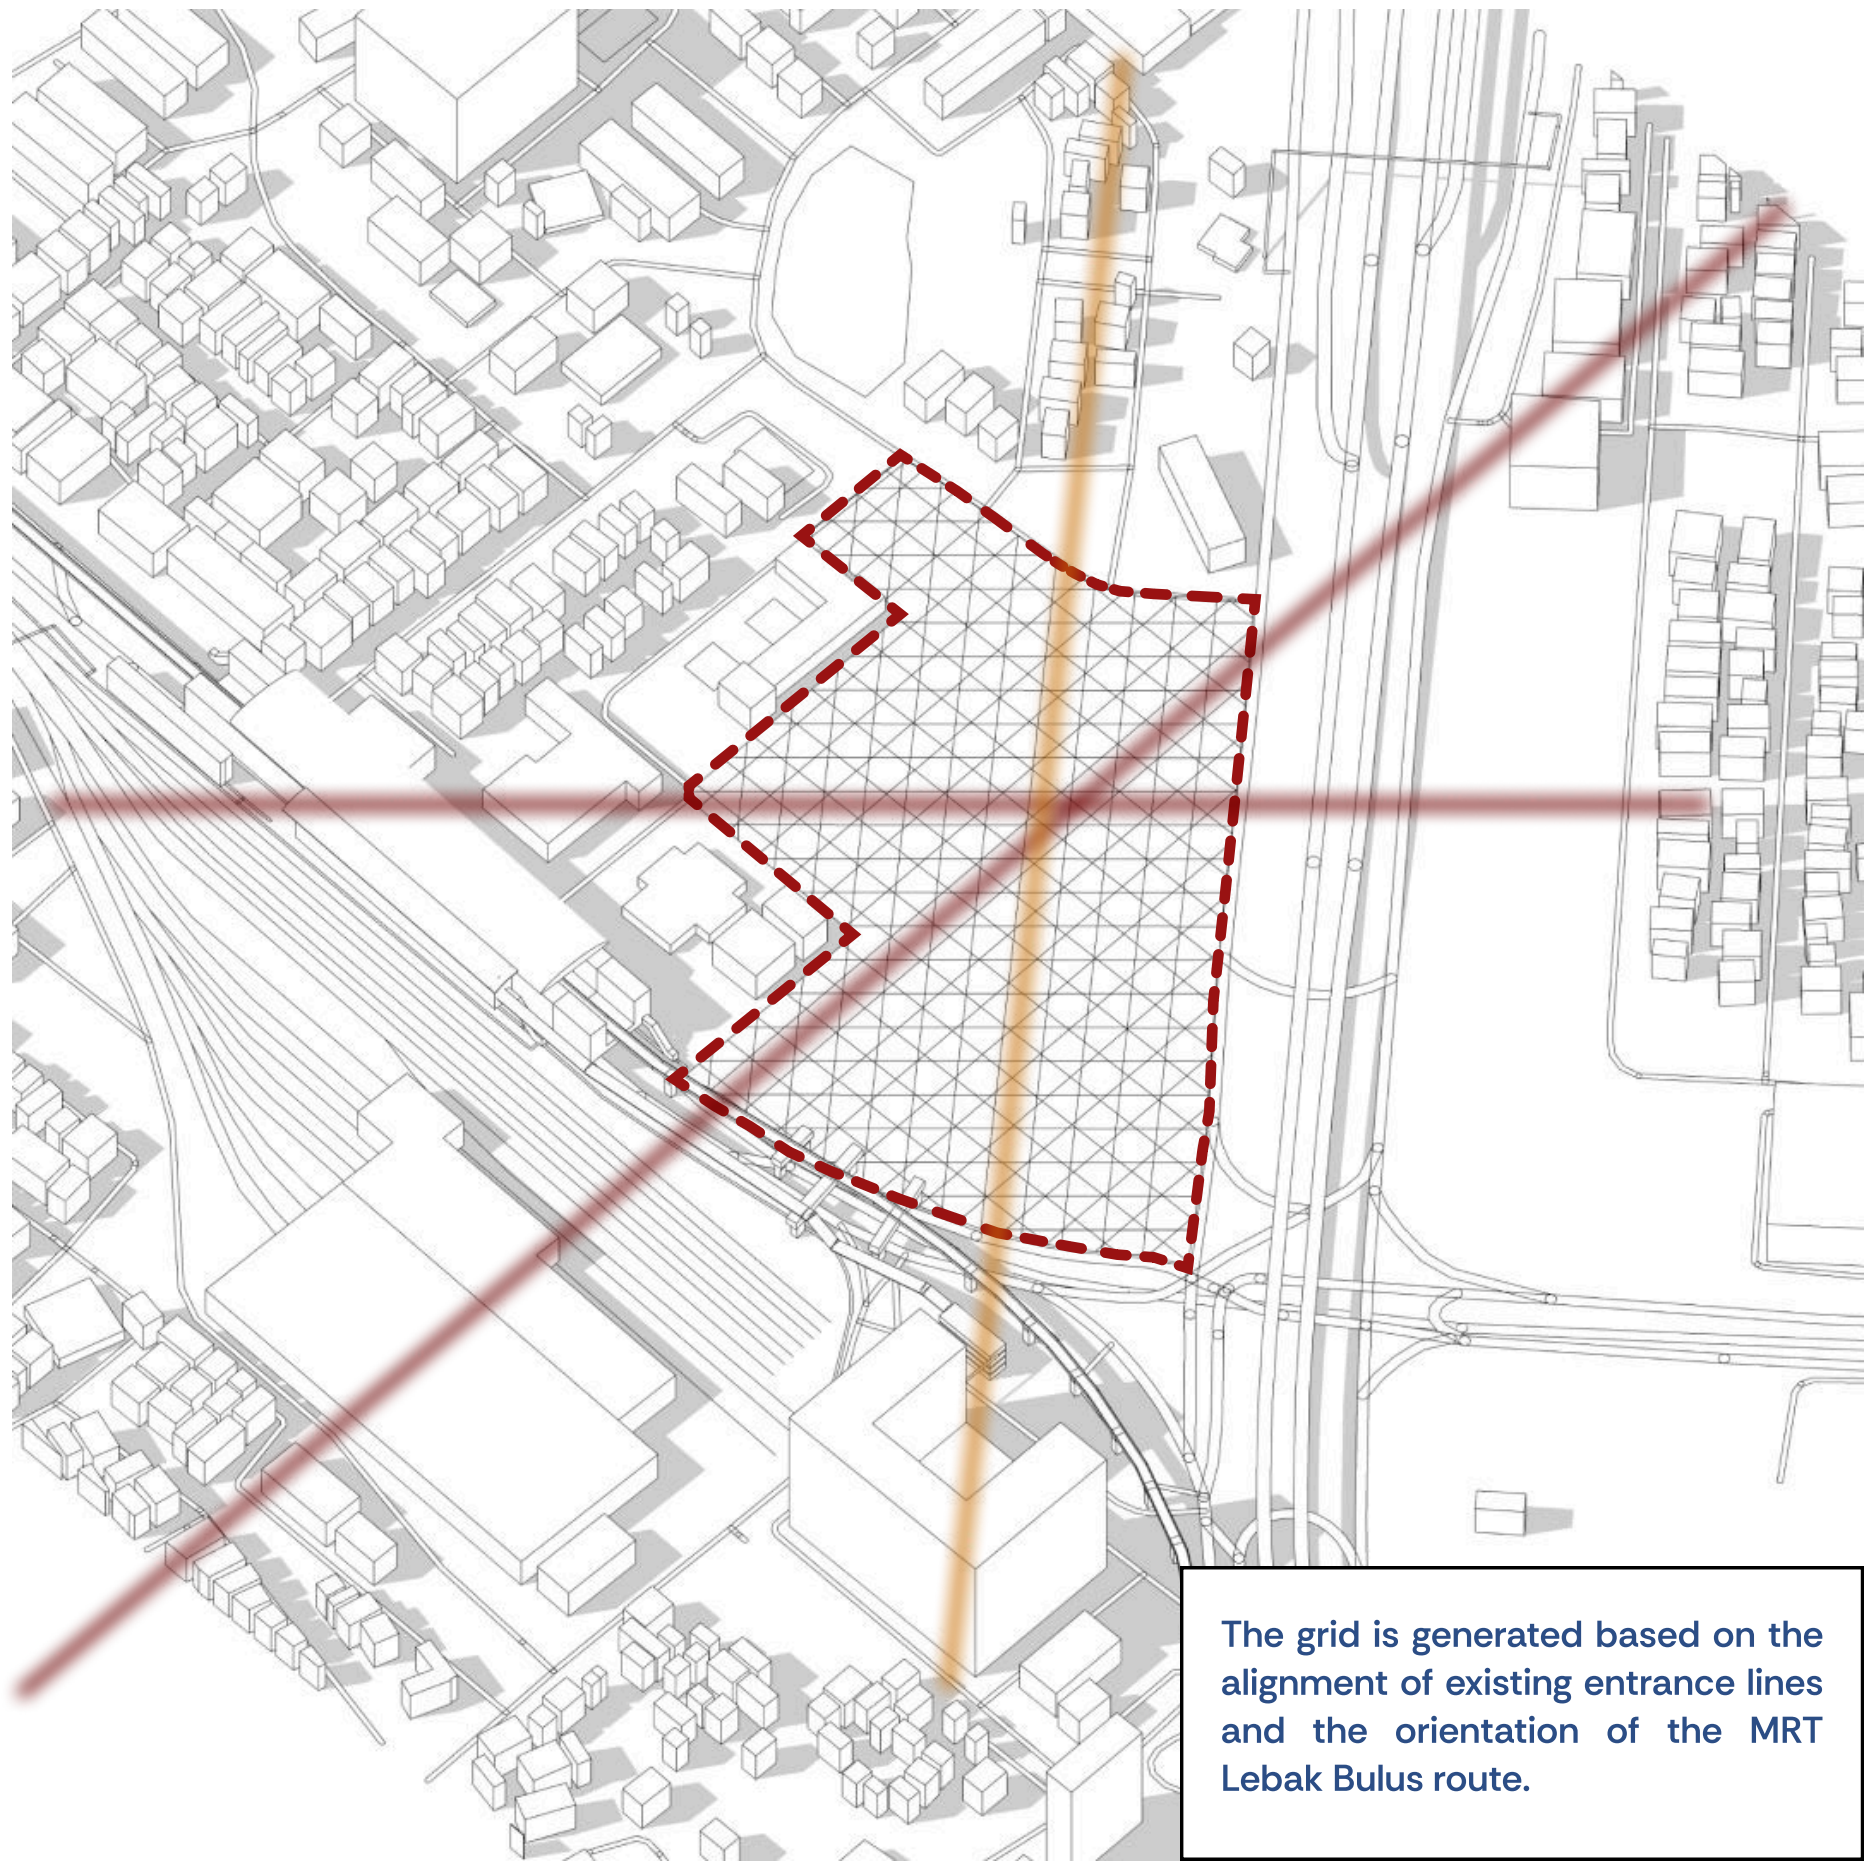 The grid is generated based on the
alignment of existing entrance lines
and the orientation of the MRT
Lebak Bulus route.